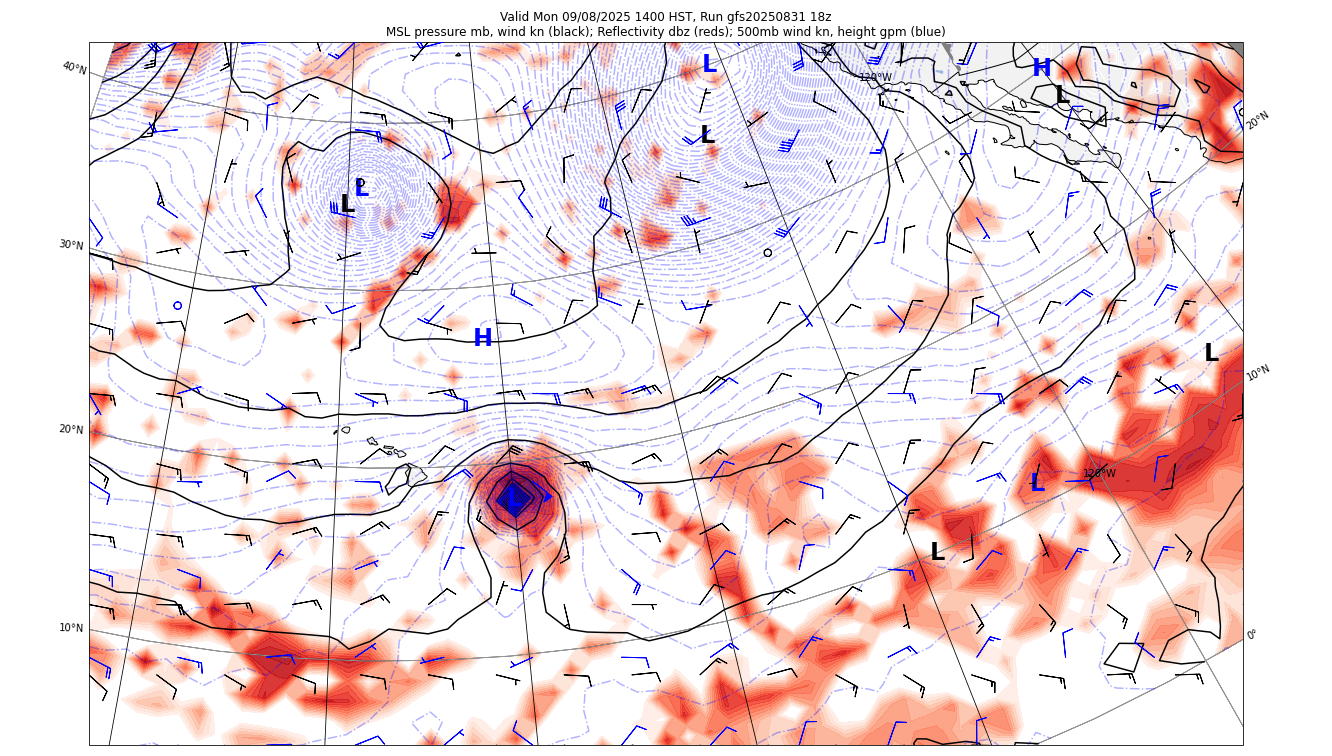 Valid Mon 09/08/2025 1400 HST, Run gfs20250831 18z
MSL pressure mb, wind kn (black); Reflectivity dbz (reds); 500mb wind kn, height gpm (blue)
40°N
L
H
120°W
L
20°N
L
L
L
30°N
H
L
10°N
20°N
120°W
L
L
L
10°N
0°